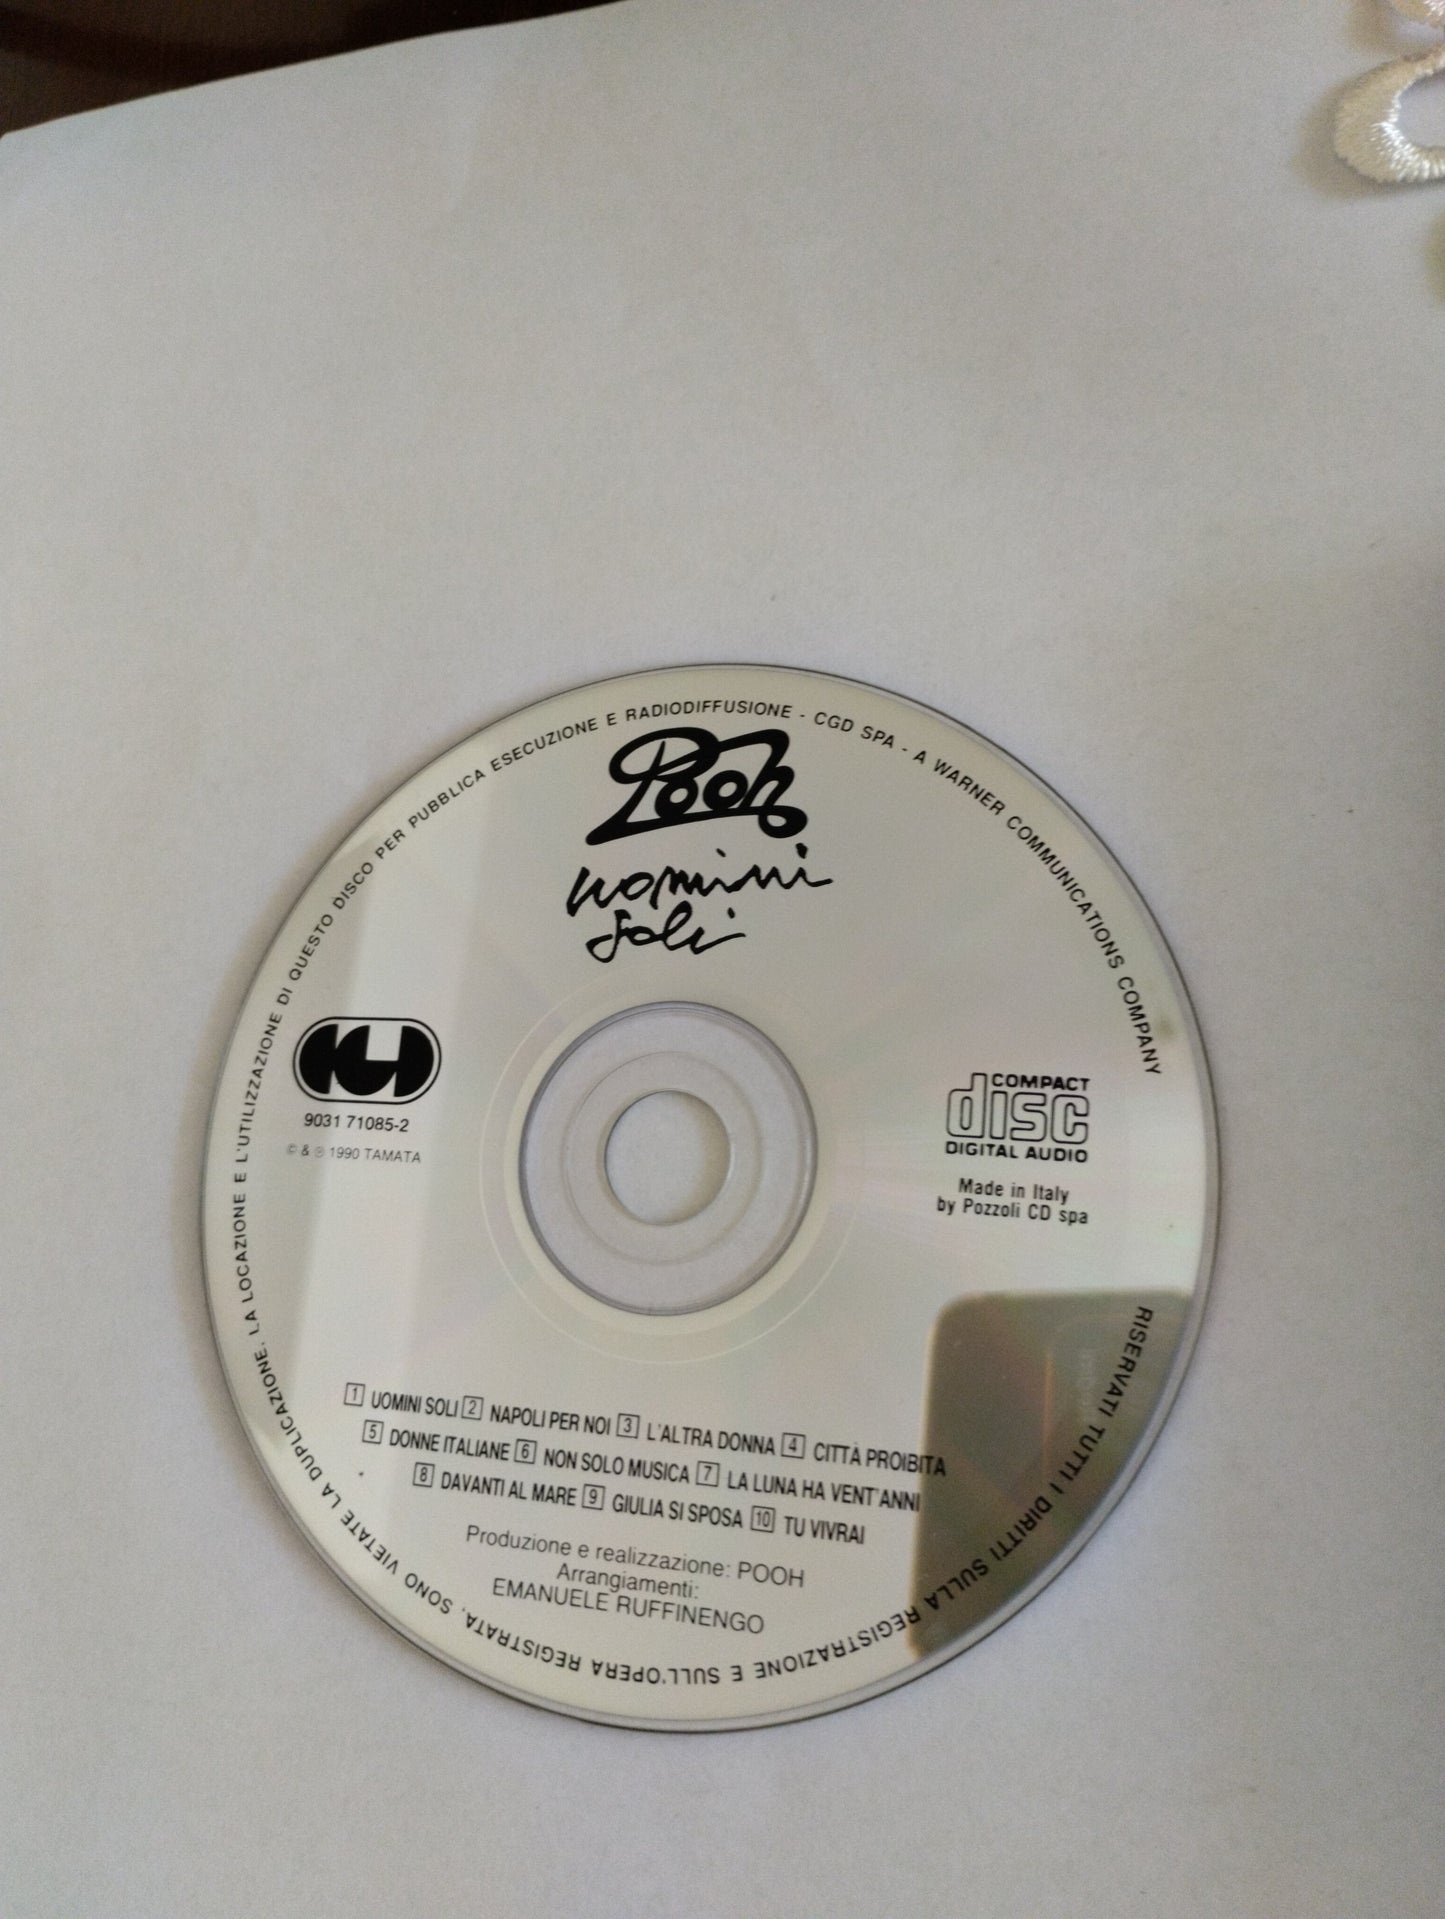 RISERVATI TUTTI I DIRITTI SULLA REGISTRAZIONE E SULL'OPERA REGISTRATA. SONO VIETATE LA DUPLICAZIONE. LA LOCAZIONE E L'UTILIZZAZIONE DI QUESTO DISCO PER PUBBLICA ESECUZIONE E RADIODIFFUSIONE - CGD SPA - A WARNER COMMUNICATIONS COMPANY
Pooh
uomini
soli
9031 71085-2
© & ℗ 1990 TAMATA
COMPACT
disc
DIGITAL AUDIO
Made in Italy
by Pozzoli CD spa
1 UOMINI SOLI 2 NAPOLI PER NOI 3 L'ALTRA DONNA 4 CITTÀ PROIBITA
5 DONNE ITALIANE 6 NON SOLO MUSICA 7 LA LUNA HA VENT'ANNI
8 DAVANTI AL MARE 9 GIULIA SI SPOSA 10 TU VIVRAI
Produzione e realizzazione: POOH
Arrangiamenti:
EMANUELE RUFFINENGO